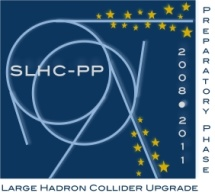 SLHC-PP
2008•2011
PREPARATORY PHASE
LARGE HADRON COLLIDER UPGRADE